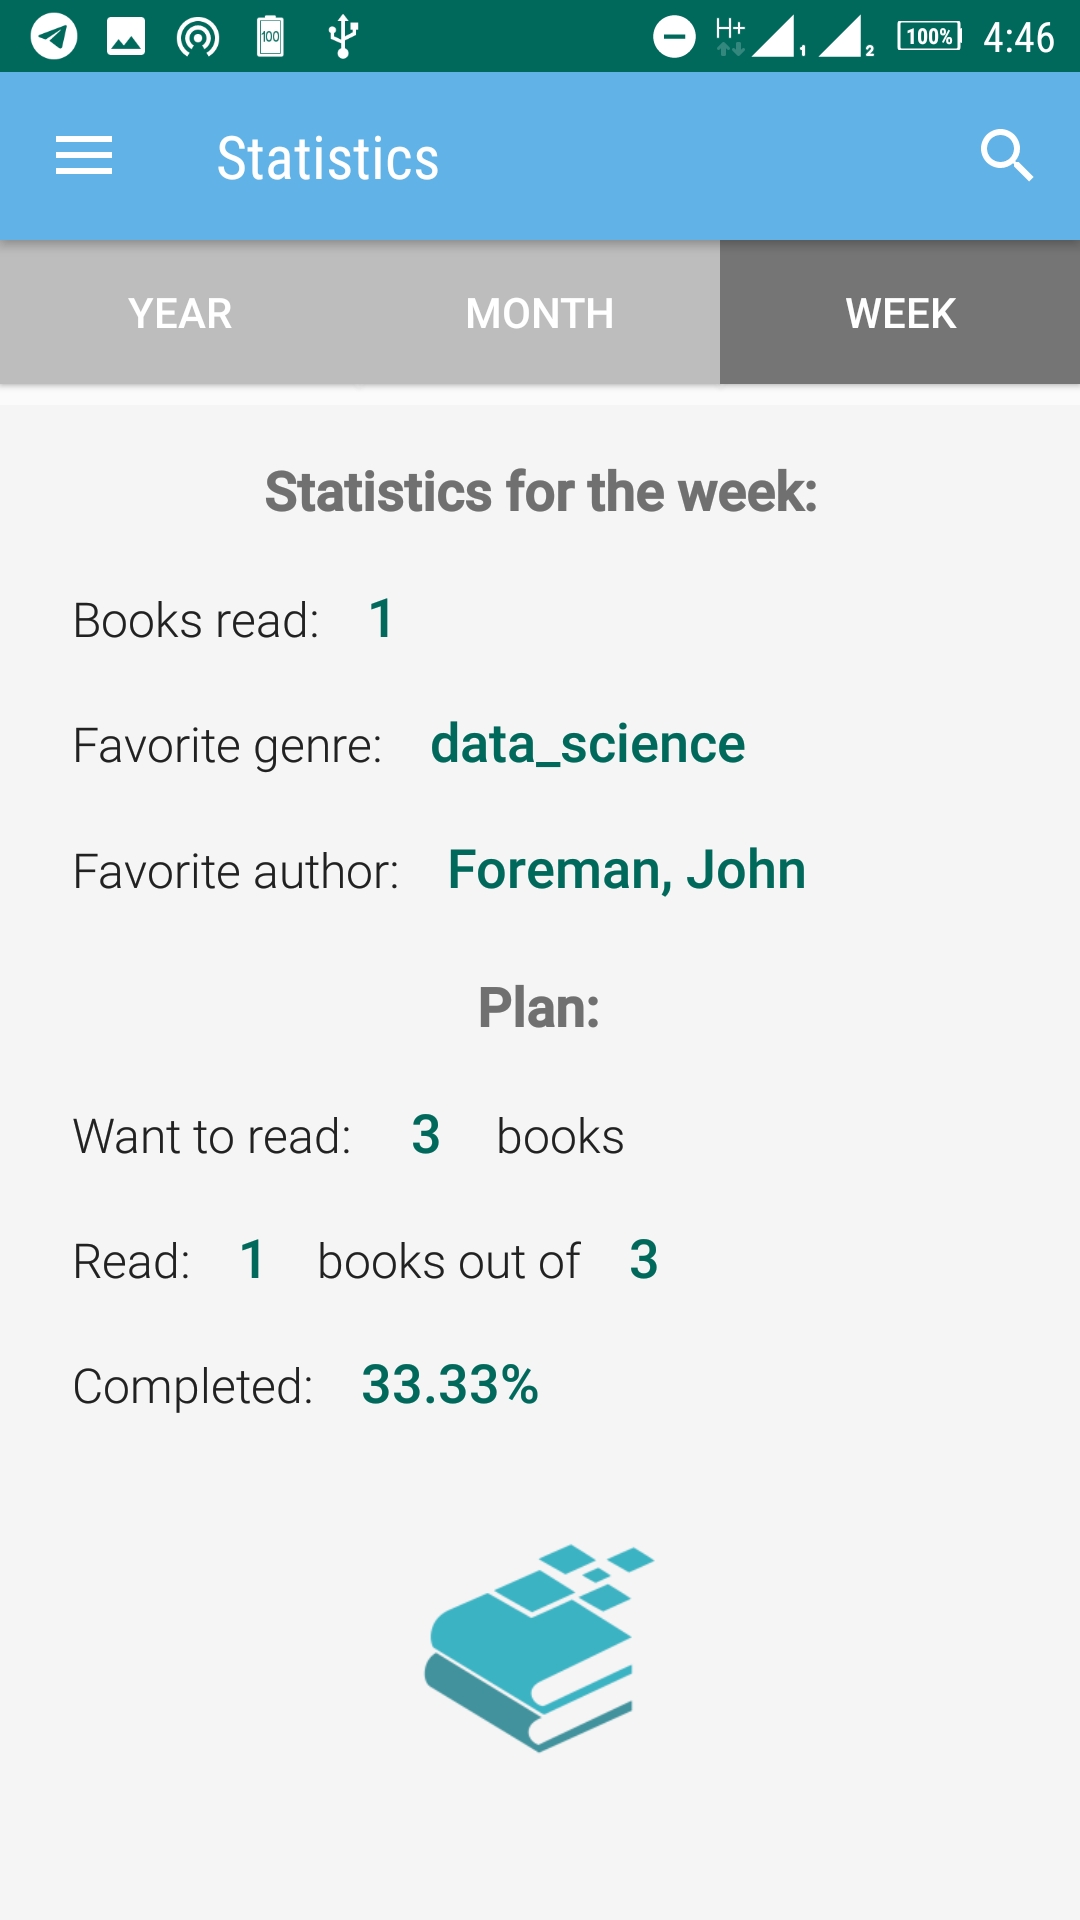 100 H+ 1 2 100% 4:46
Statistics
YEAR MONTH WEEK
Statistics for the week:
Books read: 1
Favorite genre: data_science
Favorite author: Foreman, John
Plan:
Want to read: 3 books
Read: 1 books out of 3
Completed: 33.33%